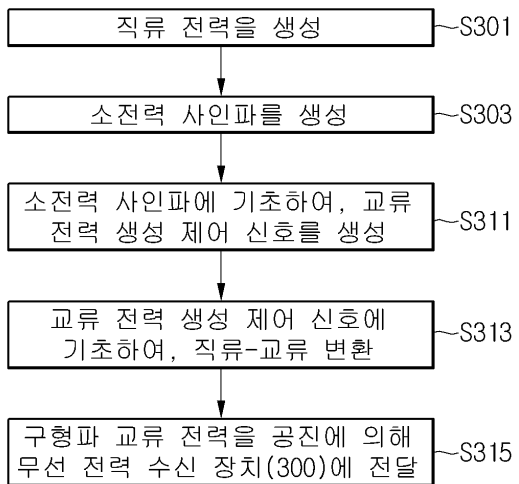 직류 전력을 생성
S301
소전력 사인파를 생성
S303
소전력 사인파에 기초하여, 교류
전력 생성 제어 신호를 생성
S311
교류 전력 생성 제어 신호에
기초하여, 직류-교류 변환
S313
구형파 교류 전력을 공진에 의해
무선 전력 수신 장치(300)에 전달
S315